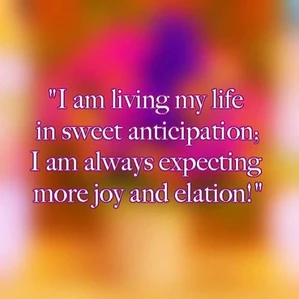 "I am living my life
in sweet anticipation;
I am always expecting
more joy and elation!"